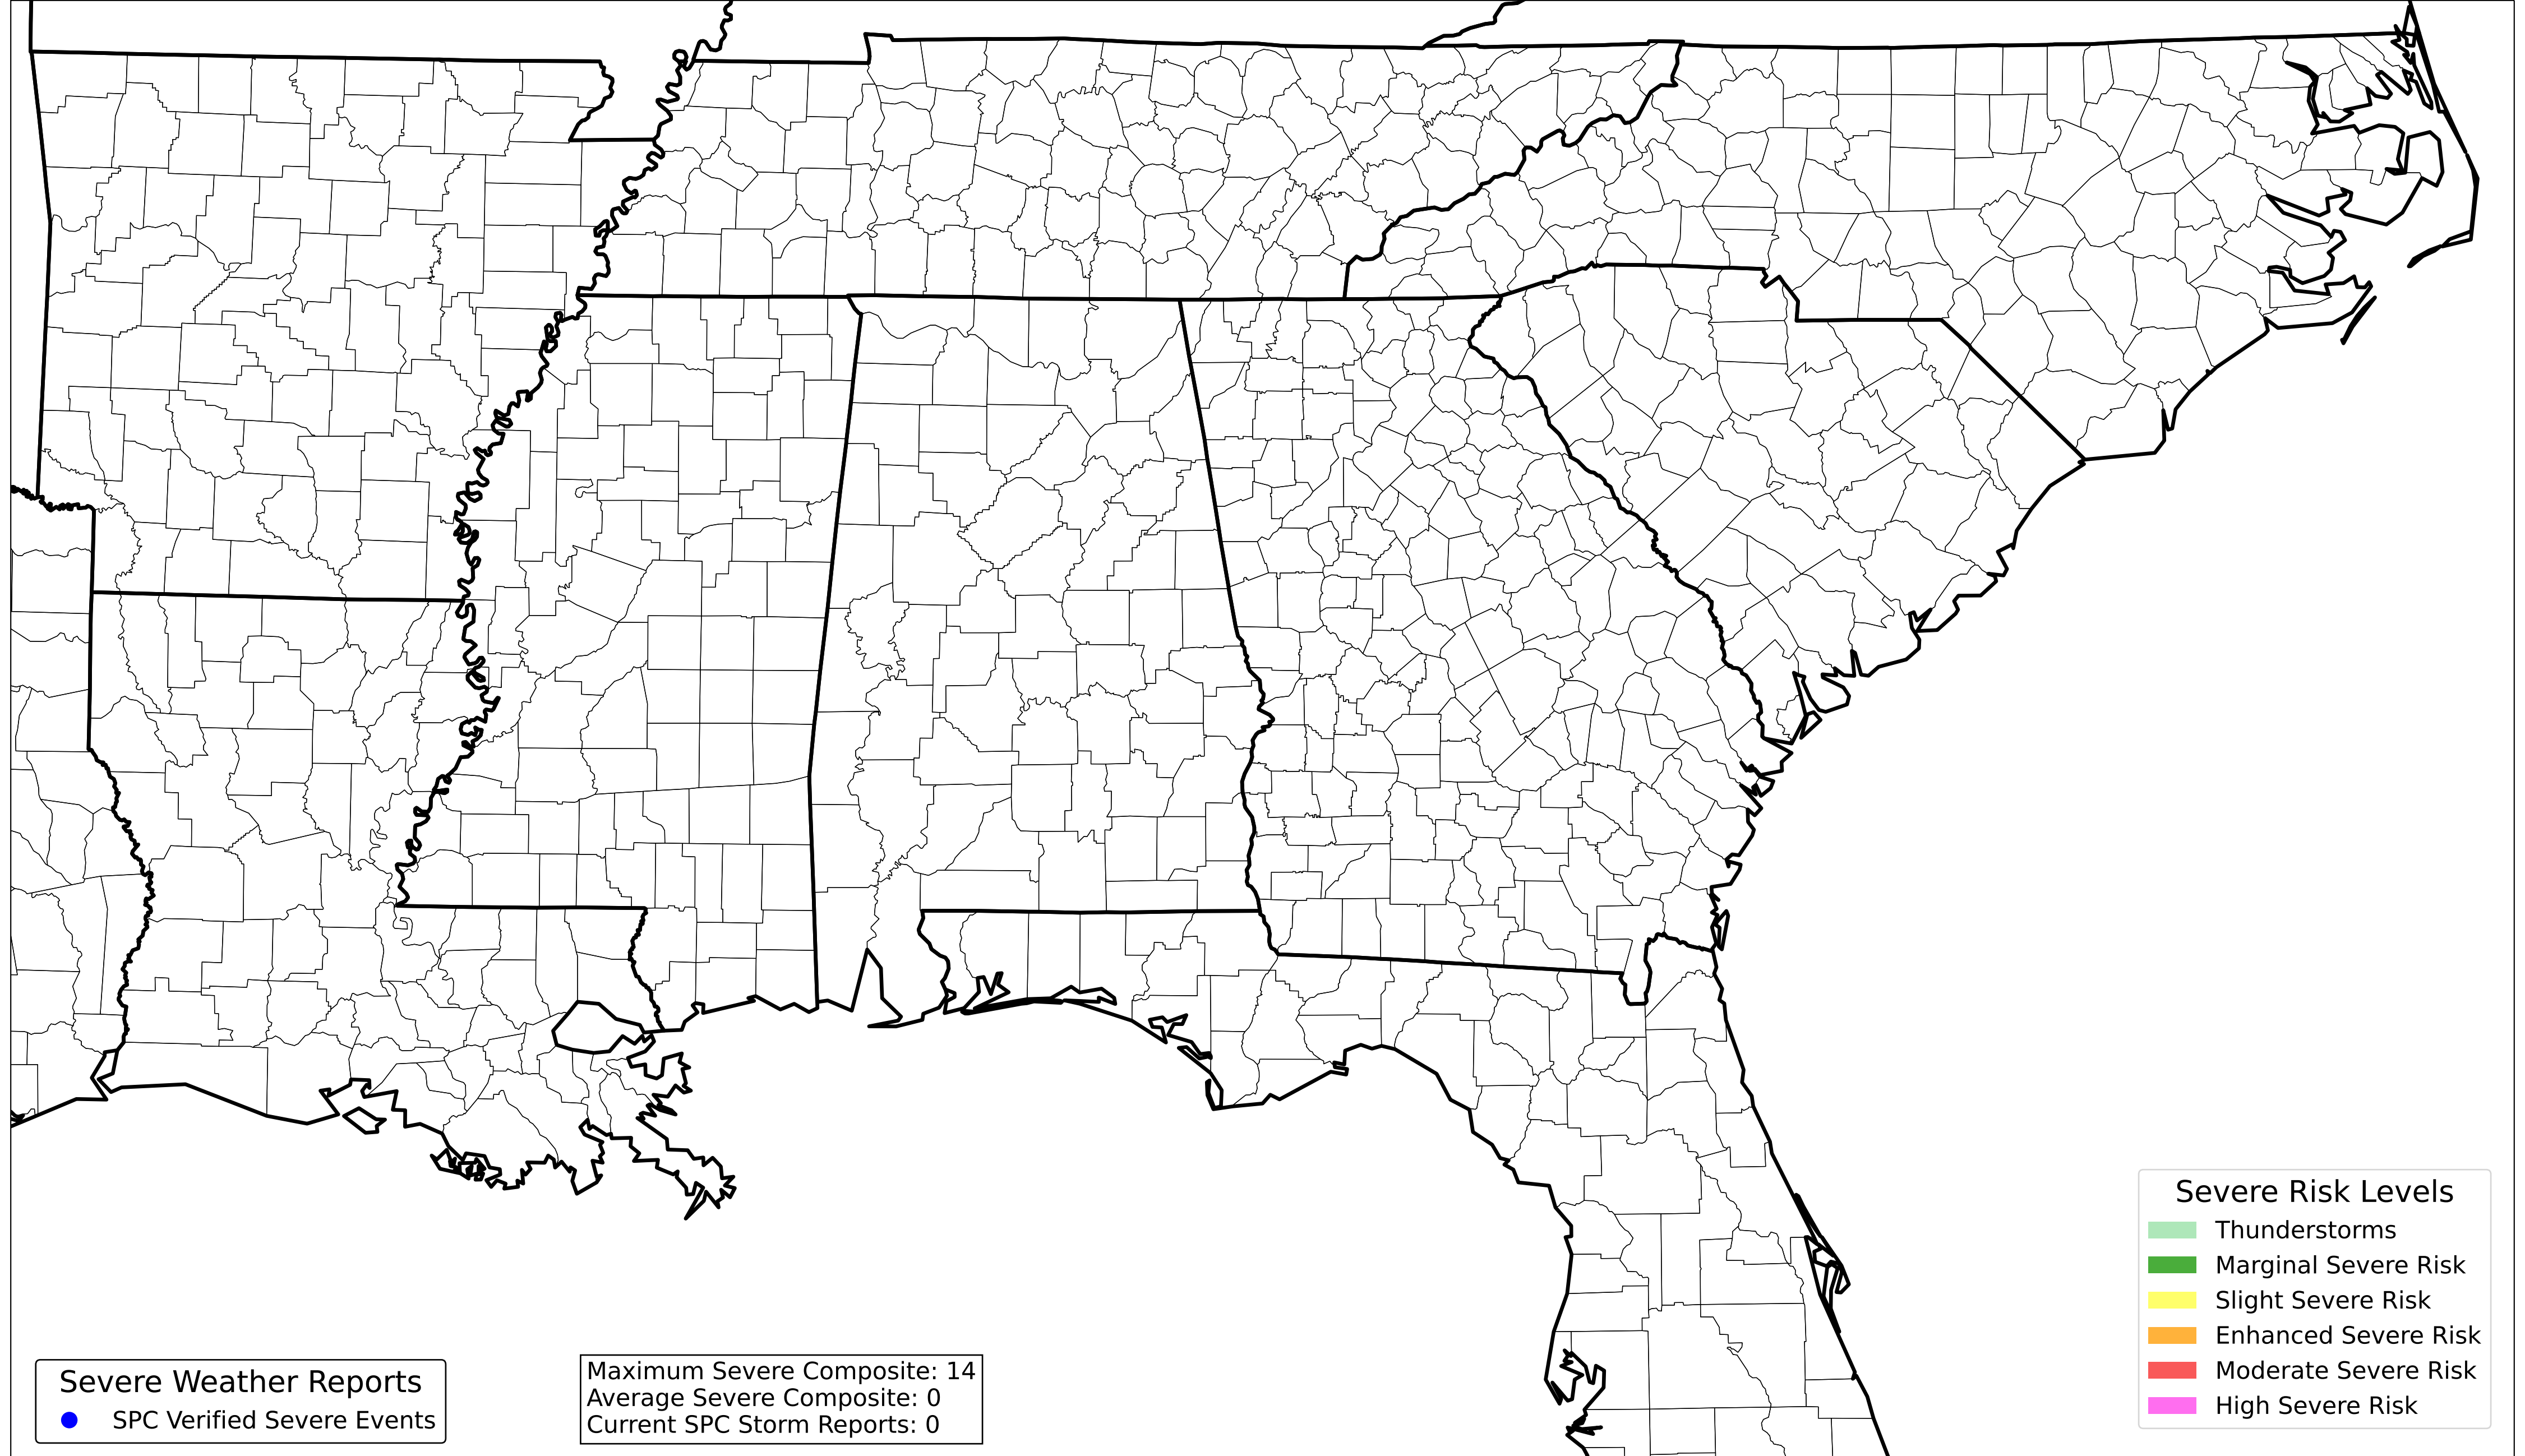 Severe Weather Reports
SPC Verified Severe Events
Maximum Severe Composite: 14
Average Severe Composite: 0
Current SPC Storm Reports: 0
Severe Risk Levels
Thunderstorms
Marginal Severe Risk
Slight Severe Risk
Enhanced Severe Risk
Moderate Severe Risk
High Severe Risk